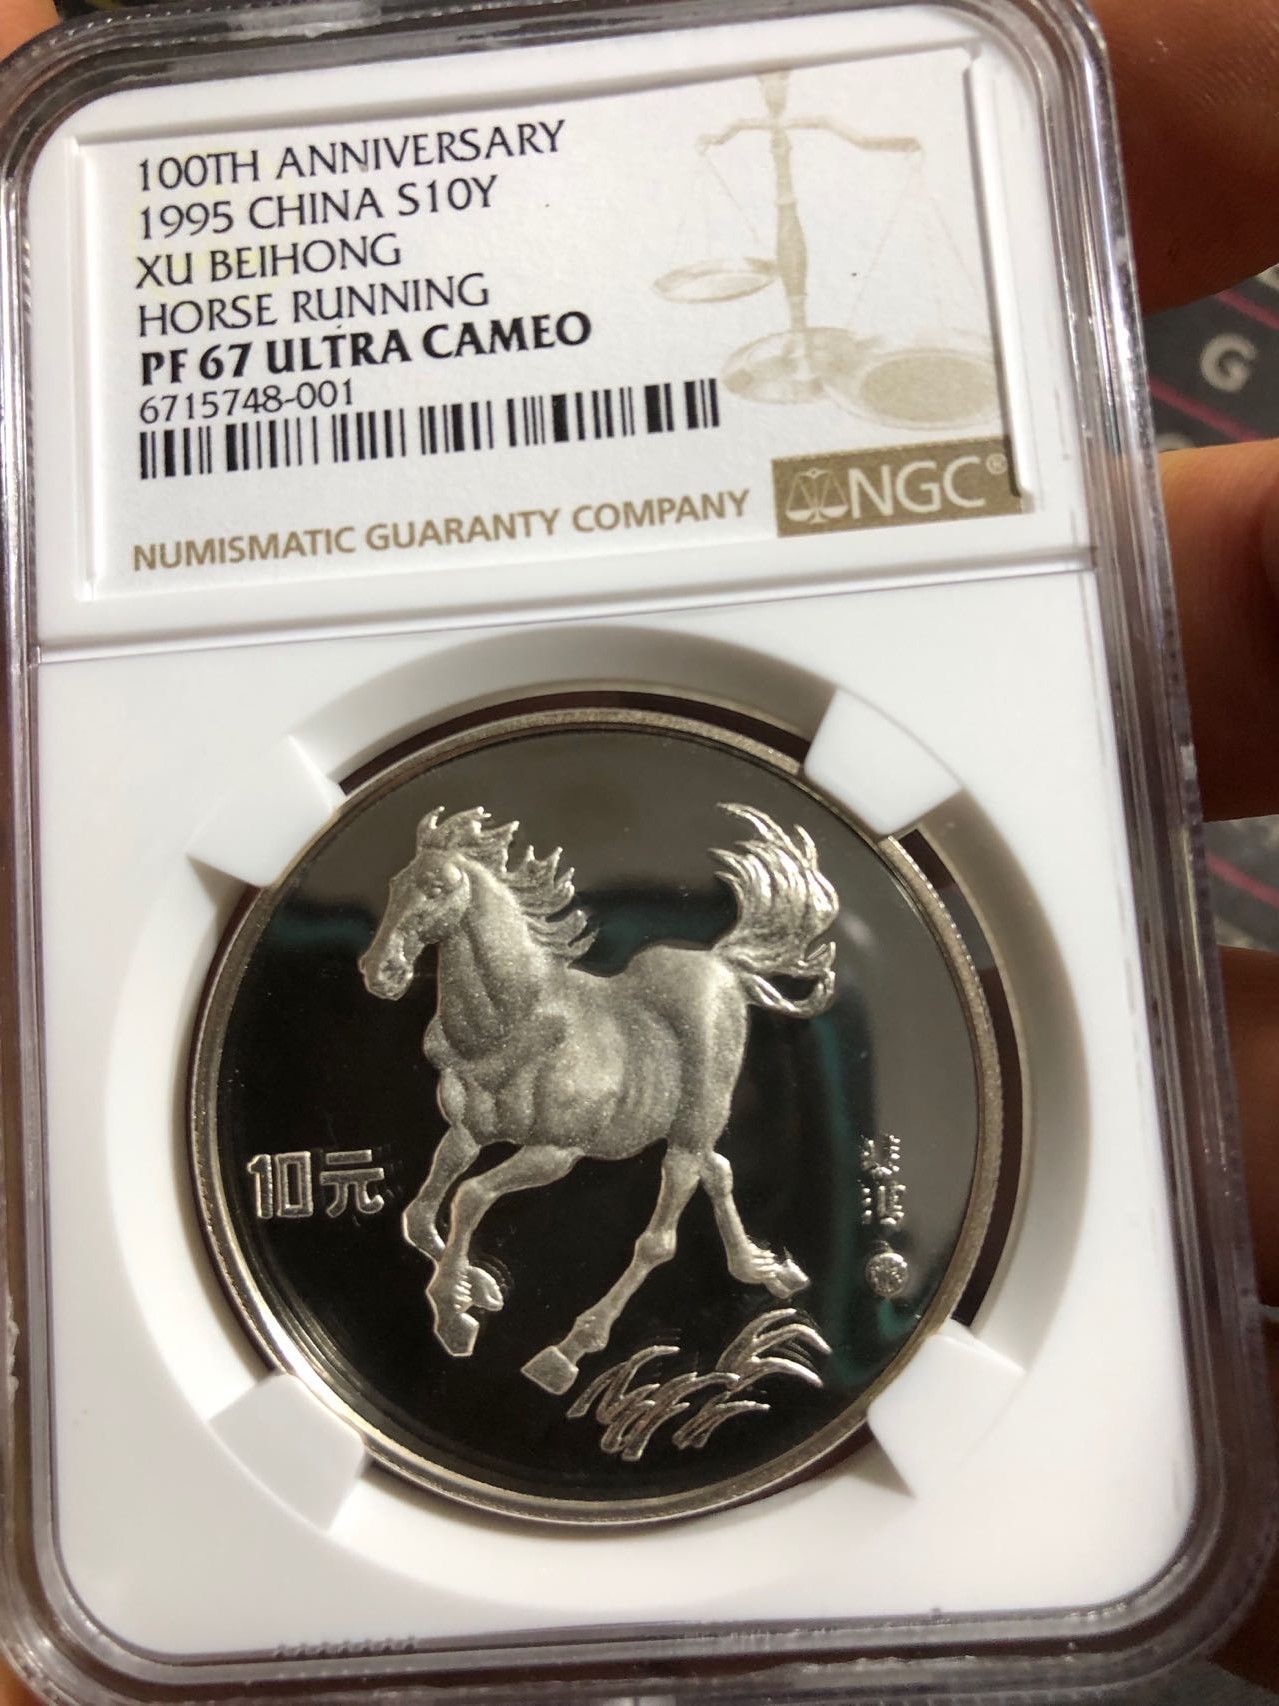 100TH ANNIVERSARY
1995 CHINA S10Y
XU BEIHONG
HORSE RUNNING
PF 67 ULTRA CAMEO
6715748-001
NUMISMATIC GUARANTY COMPANY
NGC®
10元
G